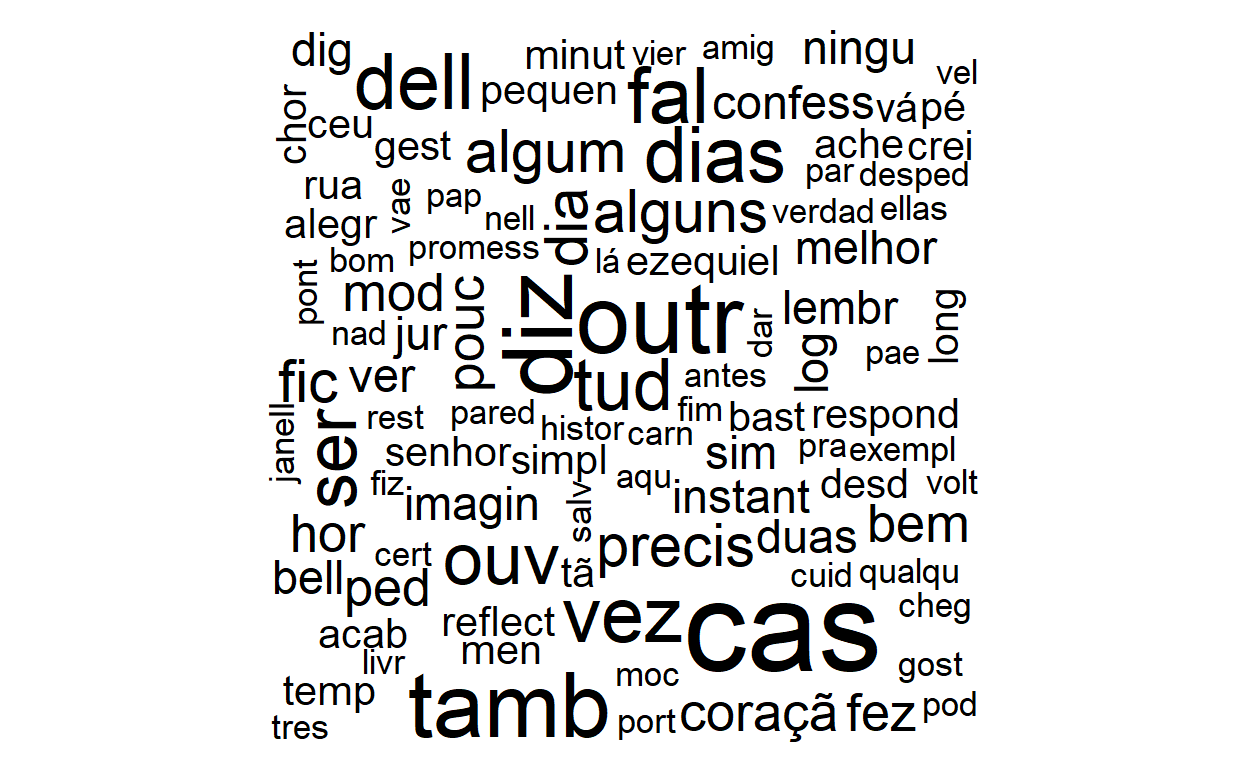 dig
minut
vier
amig
ningu
vel
dell
pequen
fal
confess
vá
pé
chor
ceu
gest
algum
dias
ache
crei
par
desped
rua
vae
pap
nell
dia
alguns
verdad
ellas
alegr
promess
bom
lá
ezequiel
melhor
pont
mod
pouc
diz
outr
dar
lembr
long
nad
jur
log
pae
fic
ver
tud
antes
janell
ser
rest
pared
histor
fim
carn
bast
respond
senhor
simpl
sim
pra
exempl
fiz
imagin
salv
aqu
instant
desd
volt
hor
cert
ouv
tã
precis
duas
bem
bell
ped
cuid
qualqu
acab
reflect
vez
cas
cheg
livr
men
moc
gost
temp
tamb
port
coraçã
fez
pod
tres